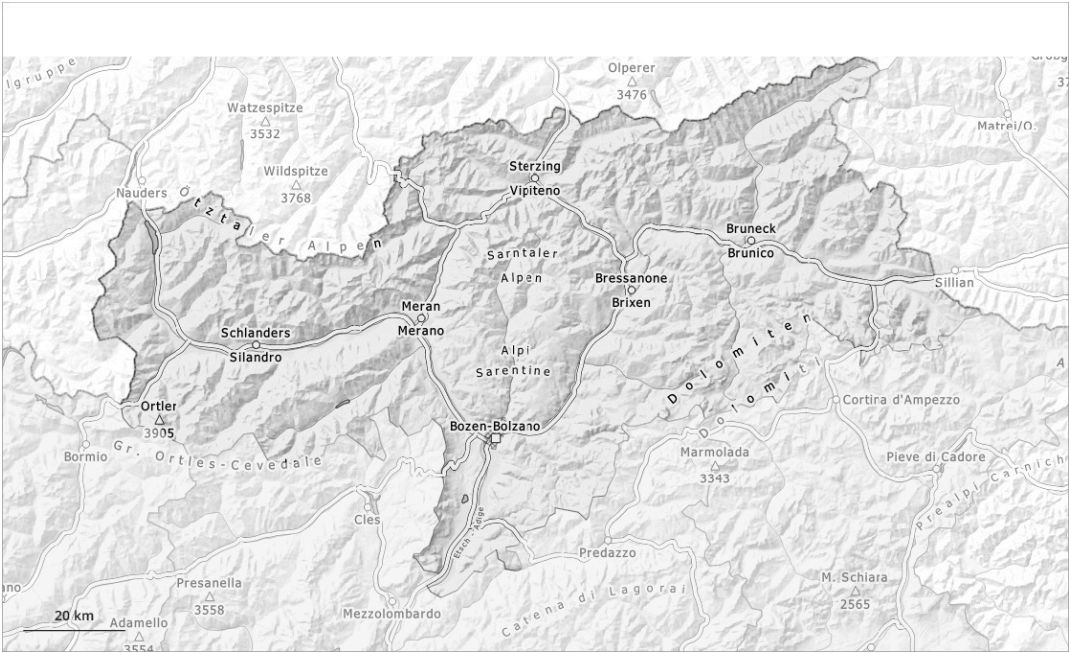 lgruppe
Olperer
3476
Watzespitze
3532
Matrei/O.
Wildspitze
3768
Sterzing
Vipiteno
Nauders
Ötztaler Alpen
Bruneck
Brunico
Sarntaler
Alpen
Bressanone
Brixen
Sillian
Meran
Merano
Schlanders
Silandro
Dolomiten
Alpi
Sarentine
Dolomiti
Ortler
3905
Cortina d'Ampezzo
Bozen-Bolzano
Gr. Ortles-Cevedale
Bormio
Marmolada
3343
Pieve di Cadore
Prealpi Carnich
Cles
Etsch - Adige
Predazzo
ano
Presanella
3558
M. Schiara
2565
Catena di Lagorai
Mezzolombardo
20 km
Adamello
3554